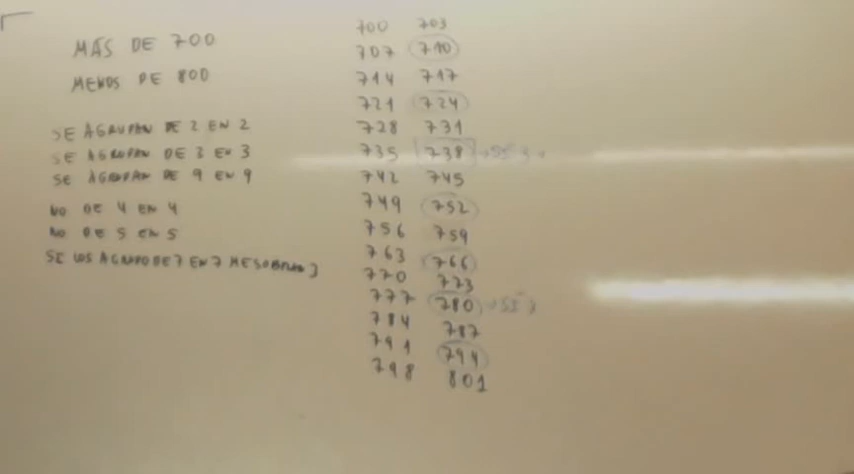 MÁS DE 700
MENOS DE 800
SE AGRUPAN DE 2 EN 2
SE AGRUPAN DE 3 EN 3
SE AGRUPAN DE 9 EN 9
NO DE 4 EN 4
NO DE 5 EN 5
SI LOS AGRUPO DE 7 EN 7 ME SOBRAN 3
700 703
707 710
714 717
721 724
728 731
735 738
742 745
749 752
756 759
763 766
770 773
777 780
784 787
791 794
798 801